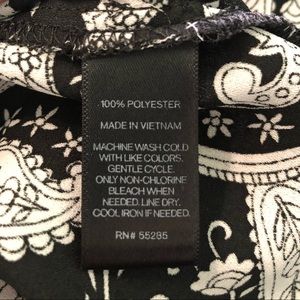 100% POLYESTER
MADE IN VIETNAM
MACHINE WASH COLD
WITH LIKE COLORS.
GENTLE CYCLE.
ONLY NON-CHLORINE
BLEACH WHEN
NEEDED. LINE DRY.
COOL IRON IF NEEDED.
RN# 55285